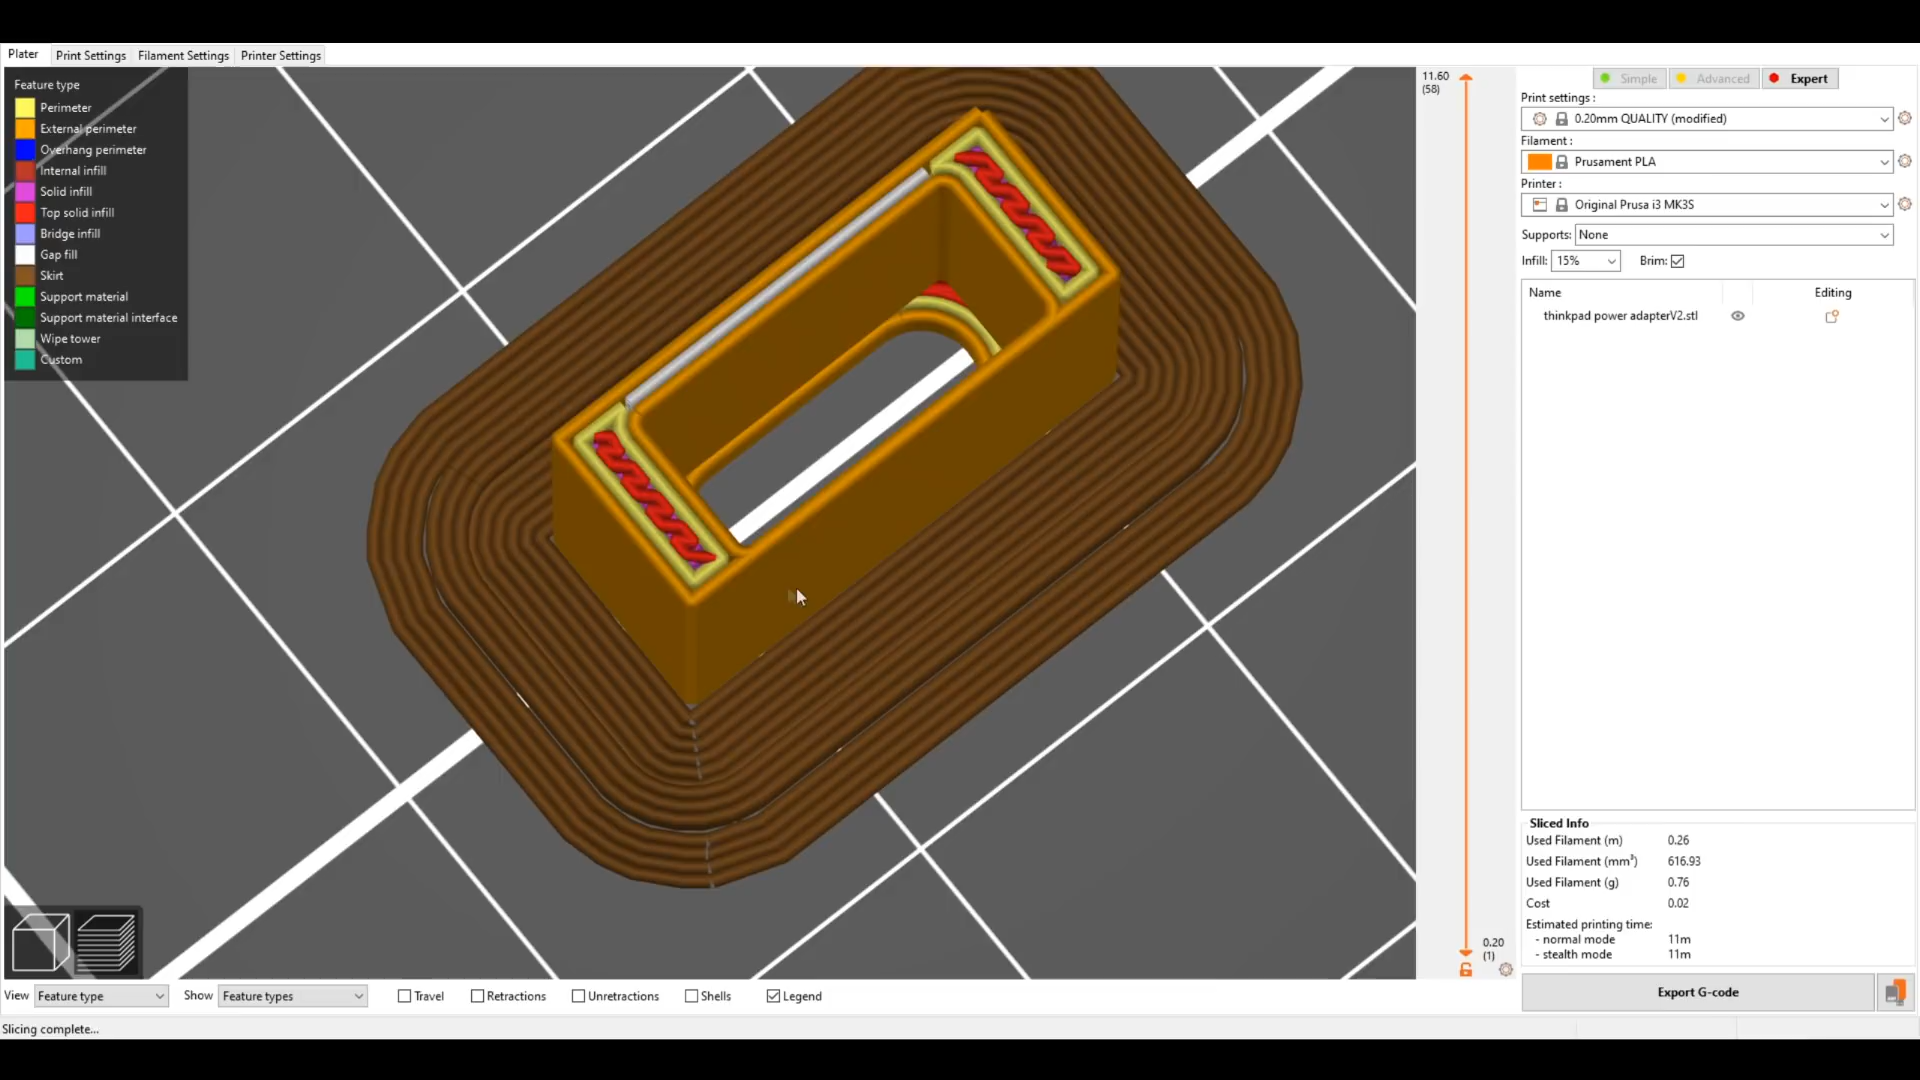 Plater Print Settings Filament Settings Printer Settings
Feature type
Perimeter
External perimeter
Overhang perimeter
Internal infill
Solid infill
Top solid infill
Bridge infill
Gap fill
Skirt
Support material
Support material interface
Wipe tower
Custom
11.60
(58)
0.20
(1)
Simple Advanced Expert
Print settings :
0.20mm QUALITY (modified)
Filament :
Prusament PLA
Printer :
Original Prusa i3 MK3S
Supports: None
Infill: 15% Brim:
Name Editing
thinkpad power adapterV2.stl
Sliced Info
Used Filament (m) 0.26
Used Filament (mm³) 616.93
Used Filament (g) 0.76
Cost 0.02
Estimated printing time:
- normal mode 11m
- stealth mode 11m
Export G-code
View Feature type Show Feature types Travel Retractions Unretractions Shells Legend
Slicing complete...